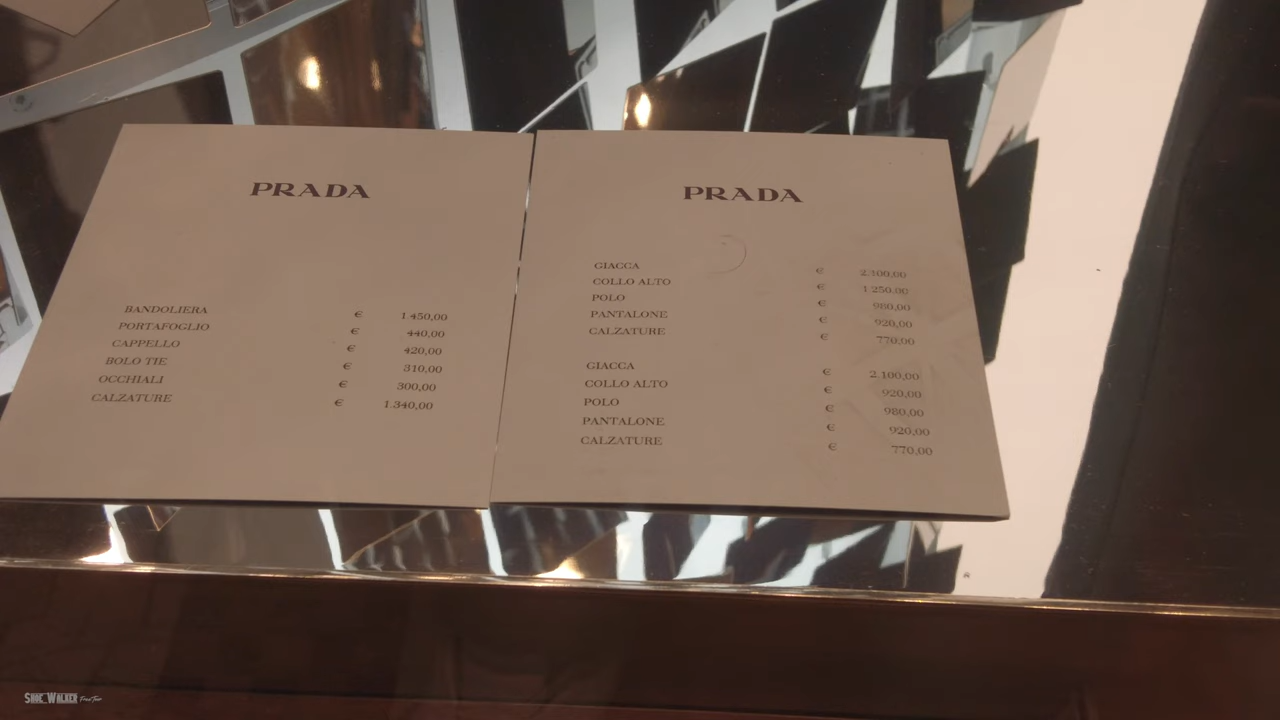 PRADA
BANDOLIERA € 1 450,00
PORTAFOGLIO € 440,00
CAPPELLO € 420,00
BOLO TIE € 310,00
OCCHIALI € 300,00
CALZATURE € 1.340,00
PRADA
GIACCA € 2.100,00
COLLO ALTO € 1 250,00
POLO € 980,00
PANTALONE € 920,00
CALZATURE € 770,00
GIACCA € 2.100,00
COLLO ALTO € 920,00
POLO € 980,00
PANTALONE € 920,00
CALZATURE € 770,00
SHOE_WALKER